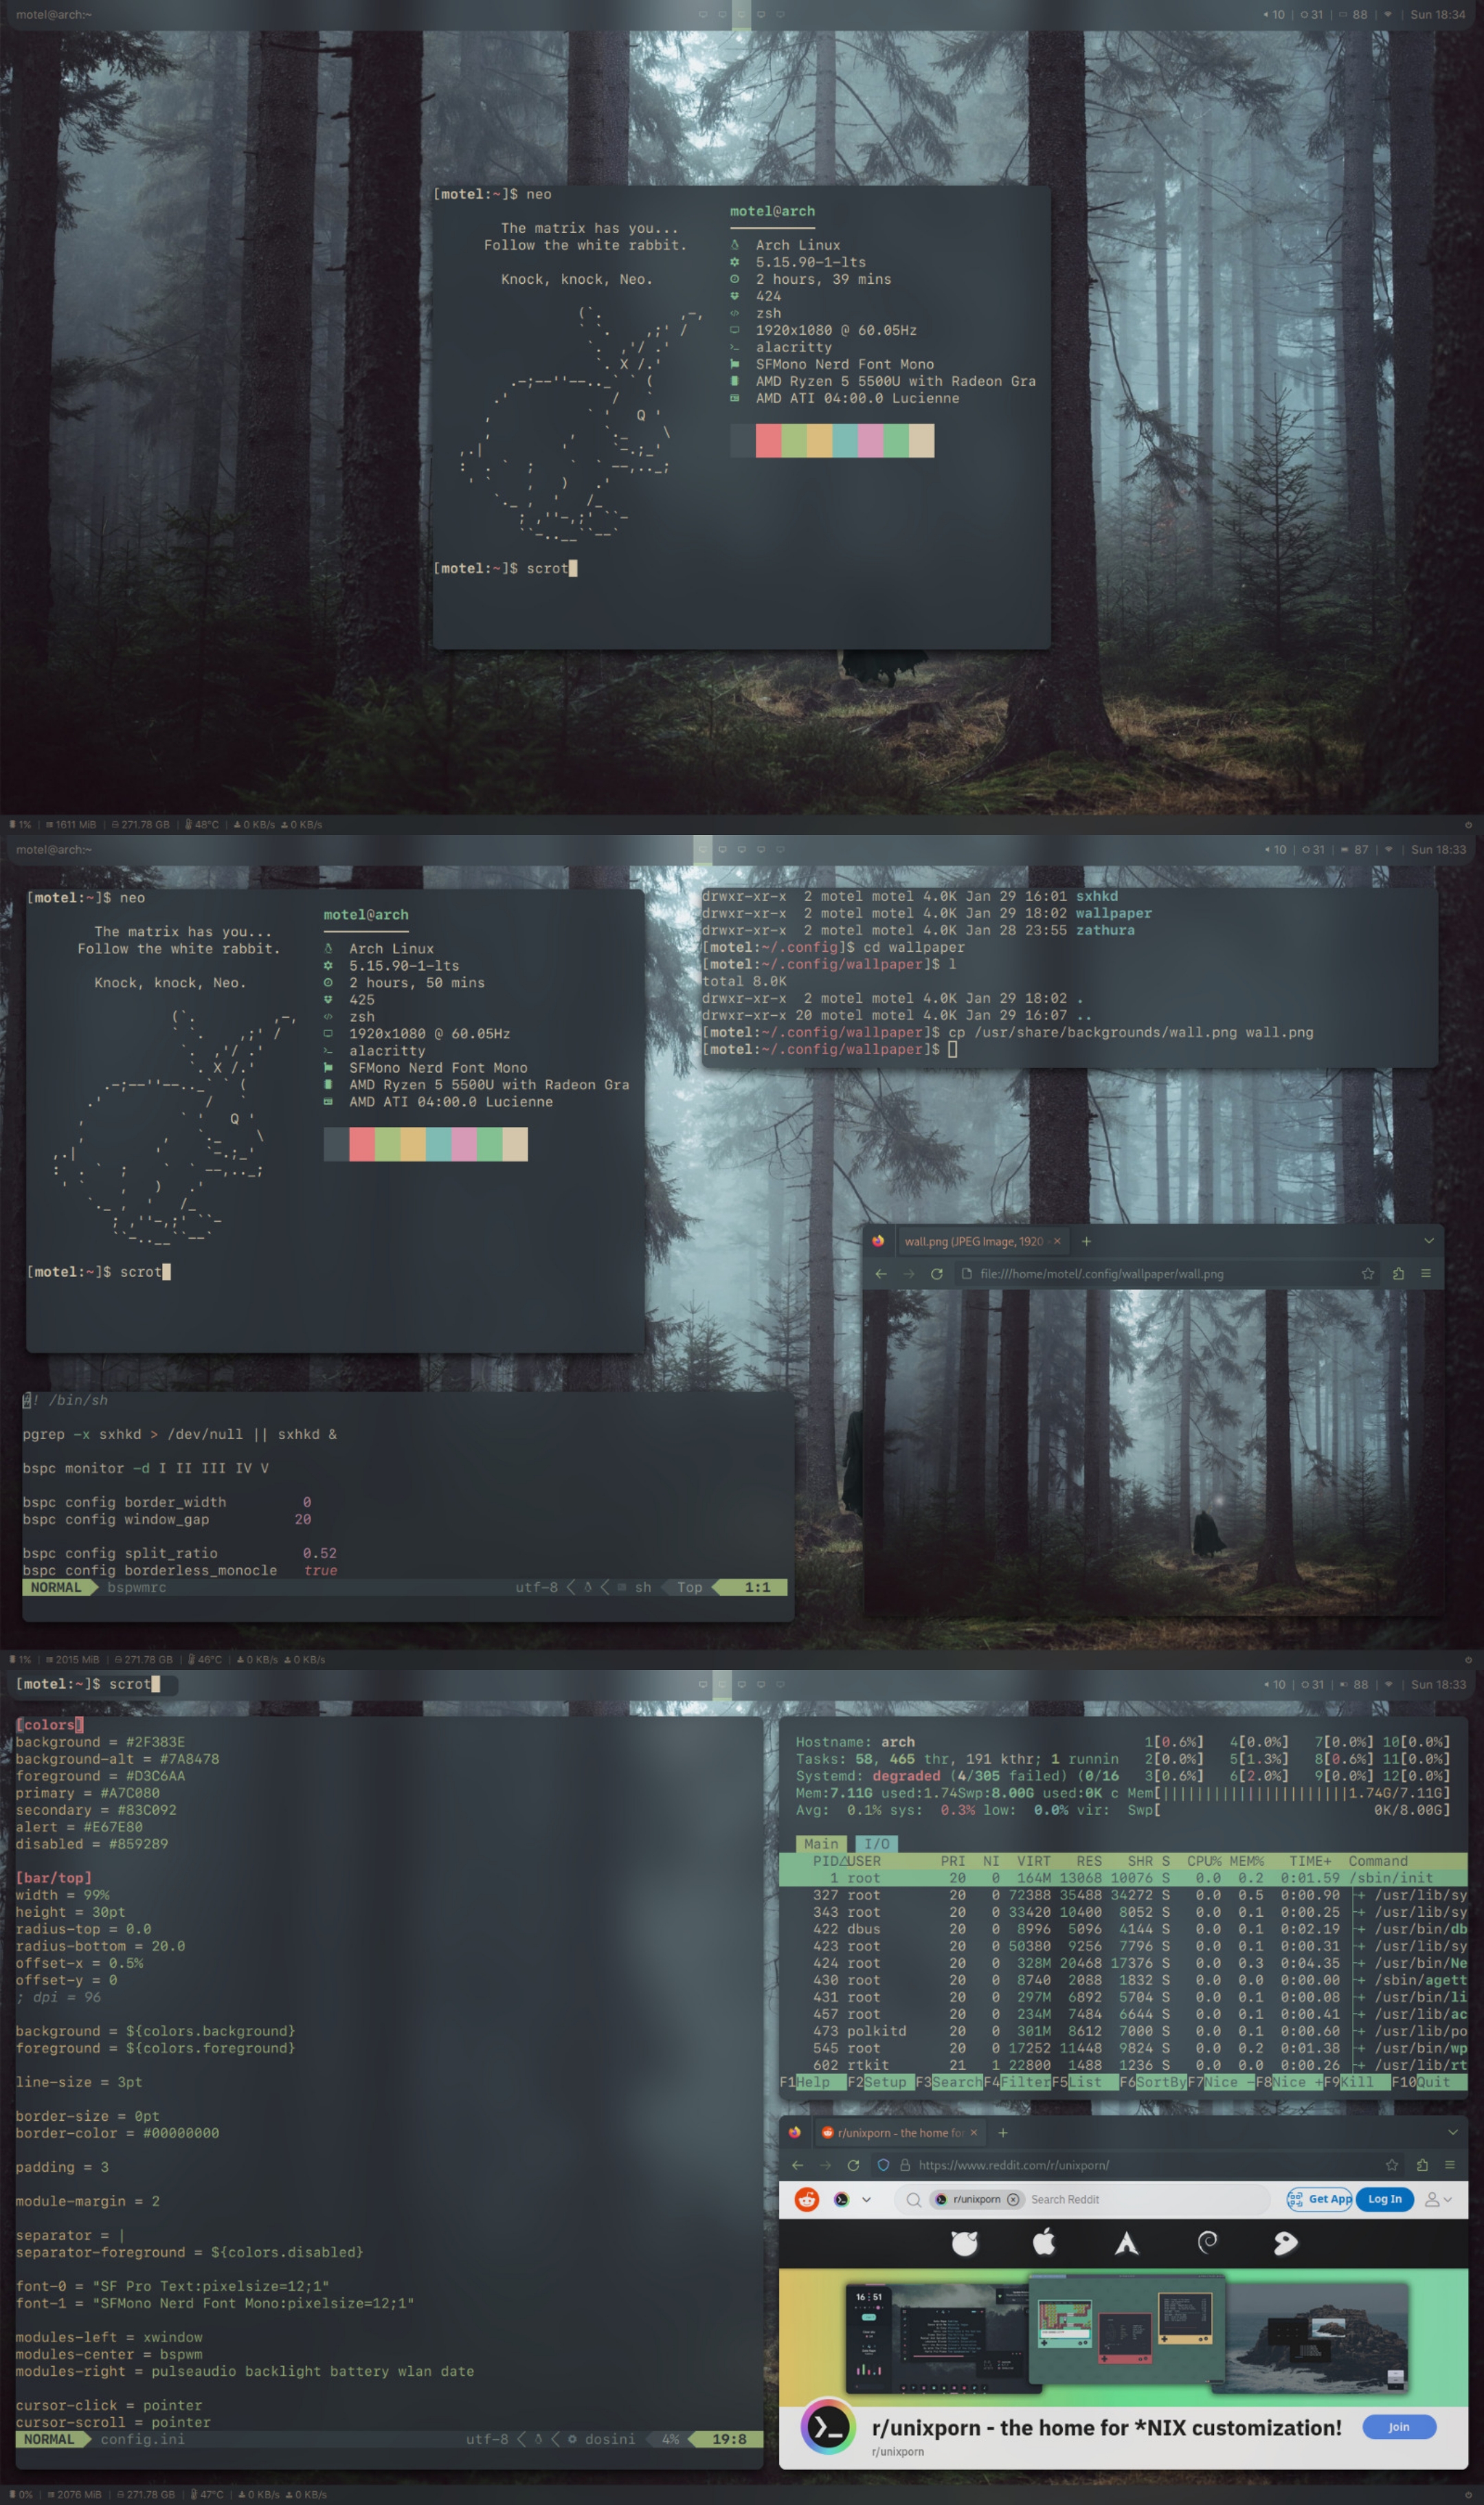 motel@arch:~
10 | 31 | 88 | | Sun 18:34
[motel:~]$ neo
The matrix has you...
Follow the white rabbit.
Knock, knock, Neo.
motel@arch
Arch Linux
5.15.90-1-lts
2 hours, 39 mins
424
zsh
1920x1080 @ 60.05Hz
alacritty
SFMono Nerd Font Mono
AMD Ryzen 5 5500U with Radeon Gra
AMD ATI 04:00.0 Lucienne
[motel:~]$ scrot
1% | 1611 MiB | 271.78 GB | 48°C | 0 KB/s 0 KB/s
motel@arch:~
10 | 31 | 87 | | Sun 18:33
[motel:~]$ neo
The matrix has you...
Follow the white rabbit.
Knock, knock, Neo.
motel@arch
Arch Linux
5.15.90-1-lts
2 hours, 50 mins
425
zsh
1920x1080 @ 60.05Hz
alacritty
SFMono Nerd Font Mono
AMD Ryzen 5 5500U with Radeon Gra
AMD ATI 04:00.0 Lucienne
[motel:~]$ scrot
drwxr-xr-x 2 motel motel 4.0K Jan 29 16:01 sxhkd
drwxr-xr-x 2 motel motel 4.0K Jan 29 18:02 wallpaper
drwxr-xr-x 2 motel motel 4.0K Jan 28 23:55 zathura
[motel:~/.config]$ cd wallpaper
[motel:~/.config/wallpaper]$ l
total 8.0K
drwxr-xr-x 2 motel motel 4.0K Jan 29 18:02 .
drwxr-xr-x 20 motel motel 4.0K Jan 29 16:07 ..
[motel:~/.config/wallpaper]$ cp /usr/share/backgrounds/wall.png wall.png
[motel:~/.config/wallpaper]$
wall.png (JPEG Image, 1920
file:///home/motel/.config/wallpaper/wall.png
#! /bin/sh
pgrep -x sxhkd > /dev/null || sxhkd &
bspc monitor -d I II III IV V
bspc config border_width 0
bspc config window_gap 20
bspc config split_ratio 0.52
bspc config borderless_monocle true
NORMAL bspwmrc utf-8 sh Top 1:1
1% | 2015 MiB | 271.78 GB | 46°C | 0 KB/s 0 KB/s
[motel:~]$ scrot
10 | 31 | 88 | | Sun 18:33
[colors]
background = #2F383E
background-alt = #7A8478
foreground = #D3C6AA
primary = #A7C080
secondary = #83C092
alert = #E67E80
disabled = #859289
[bar/top]
width = 99%
height = 30pt
radius-top = 0.0
radius-bottom = 20.0
offset-x = 0.5%
offset-y = 0
; dpi = 96
background = ${colors.background}
foreground = ${colors.foreground}
line-size = 3pt
border-size = 0pt
border-color = #00000000
padding = 3
module-margin = 2
separator = |
separator-foreground = ${colors.disabled}
font-0 = "SF Pro Text:pixelsize=12;1"
font-1 = "SFMono Nerd Font Mono:pixelsize=12;1"
modules-left = xwindow
modules-center = bspwm
modules-right = pulseaudio backlight battery wlan date
cursor-click = pointer
cursor-scroll = pointer
NORMAL config.ini utf-8 dosini 4% 19:8
Hostname: arch 1[0.6%] 4[0.0%] 7[0.0%] 10[0.0%]
Tasks: 58, 465 thr, 191 kthr; 1 runnin 2[0.0%] 5[1.3%] 8[0.6%] 11[0.0%]
Systemd: degraded (4/305 failed) (0/16 3[0.6%] 6[2.0%] 9[0.0%] 12[0.0%]
Mem:7.11G used:1.74Swp:8.00G used:0K c Mem[||||||||||||||||||||||1.74G/7.11G]
Avg: 0.1% sys: 0.3% low: 0.0% vir: Swp[ 0K/8.00G]
Main I/O
PID△USER PRI NI VIRT RES SHR S CPU% MEM% TIME+ Command
1 root 20 0 164M 13068 10076 S 0.0 0.2 0:01.59 /sbin/init
327 root 20 0 72388 35488 34272 S 0.0 0.5 0:00.90 /usr/lib/sy
343 root 20 0 33420 10400 8052 S 0.0 0.1 0:00.25 /usr/lib/sy
422 dbus 20 0 8996 5096 4144 S 0.0 0.1 0:02.19 /usr/bin/db
423 root 20 0 50380 9256 7796 S 0.0 0.1 0:00.31 /usr/lib/sy
424 root 20 0 328M 20468 17376 S 0.0 0.3 0:04.35 /usr/bin/Ne
430 root 20 0 8740 2088 1832 S 0.0 0.0 0:00.00 /sbin/agett
431 root 20 0 297M 6892 5704 S 0.0 0.1 0:00.08 /usr/bin/li
457 root 20 0 234M 7484 6644 S 0.0 0.1 0:00.41 /usr/lib/ac
473 polkitd 20 0 301M 8612 7000 S 0.0 0.1 0:00.60 /usr/lib/po
545 root 20 0 17252 11448 9824 S 0.0 0.2 0:01.38 /usr/bin/wp
602 rtkit 21 1 22800 1488 1236 S 0.0 0.0 0:00.26 /usr/lib/rt
F1Help F2Setup F3SearchF4FilterF5List F6SortByF7Nice -F8Nice +F9Kill F10Quit
r/unixporn - the home for
https://www.reddit.com/r/unixporn/
r/unixporn Search Reddit Get App Log In
16 51
r/unixporn - the home for *NIX customization!
Join
r/unixporn
0% | 2076 MiB | 271.78 GB | 47°C | 0 KB/s 0 KB/s